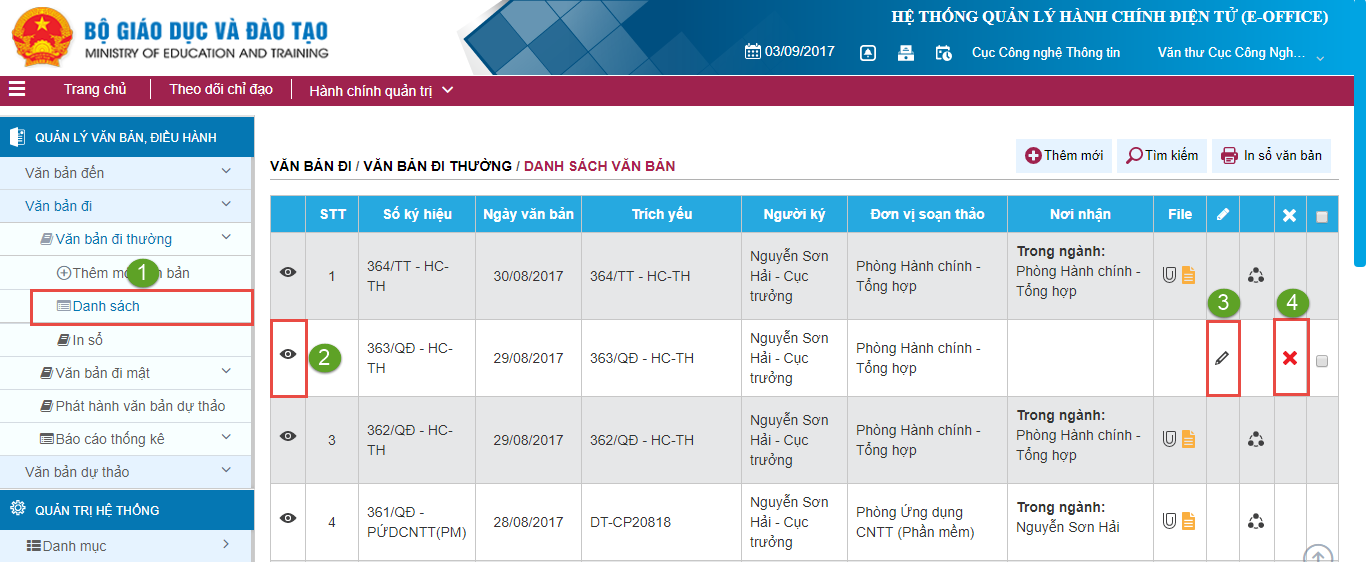 BỘ GIÁO DỤC VÀ ĐÀO TẠO
MINISTRY OF EDUCATION AND TRAINING
HỆ THỐNG QUẢN LÝ HÀNH CHÍNH ĐIỆN TỬ (E-OFFICE)
03/09/2017 Cục Công nghệ Thông tin Văn thư Cục Công Ngh...
Trang chủ Theo dõi chỉ đạo Hành chính quản trị
QUẢN LÝ VĂN BẢN, ĐIỀU HÀNH
Văn bản đến
Văn bản đi
Văn bản đi thường
Thêm mới văn bản
1
Danh sách
In sổ
Văn bản đi mật
Phát hành văn bản dự thảo
Báo cáo thống kê
Văn bản dự thảo
QUẢN TRỊ HỆ THỐNG
Danh mục
VĂN BẢN ĐI / VĂN BẢN ĐI THƯỜNG / DANH SÁCH VĂN BẢN
Thêm mới Tìm kiếm In sổ văn bản
STT Số ký hiệu Ngày văn bản Trích yếu Người ký Đơn vị soạn thảo Nơi nhận File
1 364/TT - HC-
TH
30/08/2017 364/TT - HC-TH
Nguyễn Sơn
Hải - Cục
trưởng
Phòng Hành chính -
Tổng hợp
Trong ngành:
Phòng Hành chính -
Tổng hợp
2
363/QĐ - HC-
TH
29/08/2017 363/QĐ - HC-TH
Nguyễn Sơn
Hải - Cục
trưởng
Phòng Hành chính -
Tổng hợp
3
4
3 362/QĐ - HC-
TH
29/08/2017 362/QĐ - HC-TH
Nguyễn Sơn
Hải - Cục
trưởng
Phòng Hành chính -
Tổng hợp
Trong ngành:
Phòng Hành chính -
Tổng hợp
4 361/QĐ -
PỨDCNTT(PM)
28/08/2017 DT-CP20818
Nguyễn Sơn
Hải - Cục
trưởng
Phòng Ứng dụng
CNTT (Phần mềm)
Trong ngành:
Nguyễn Sơn Hải